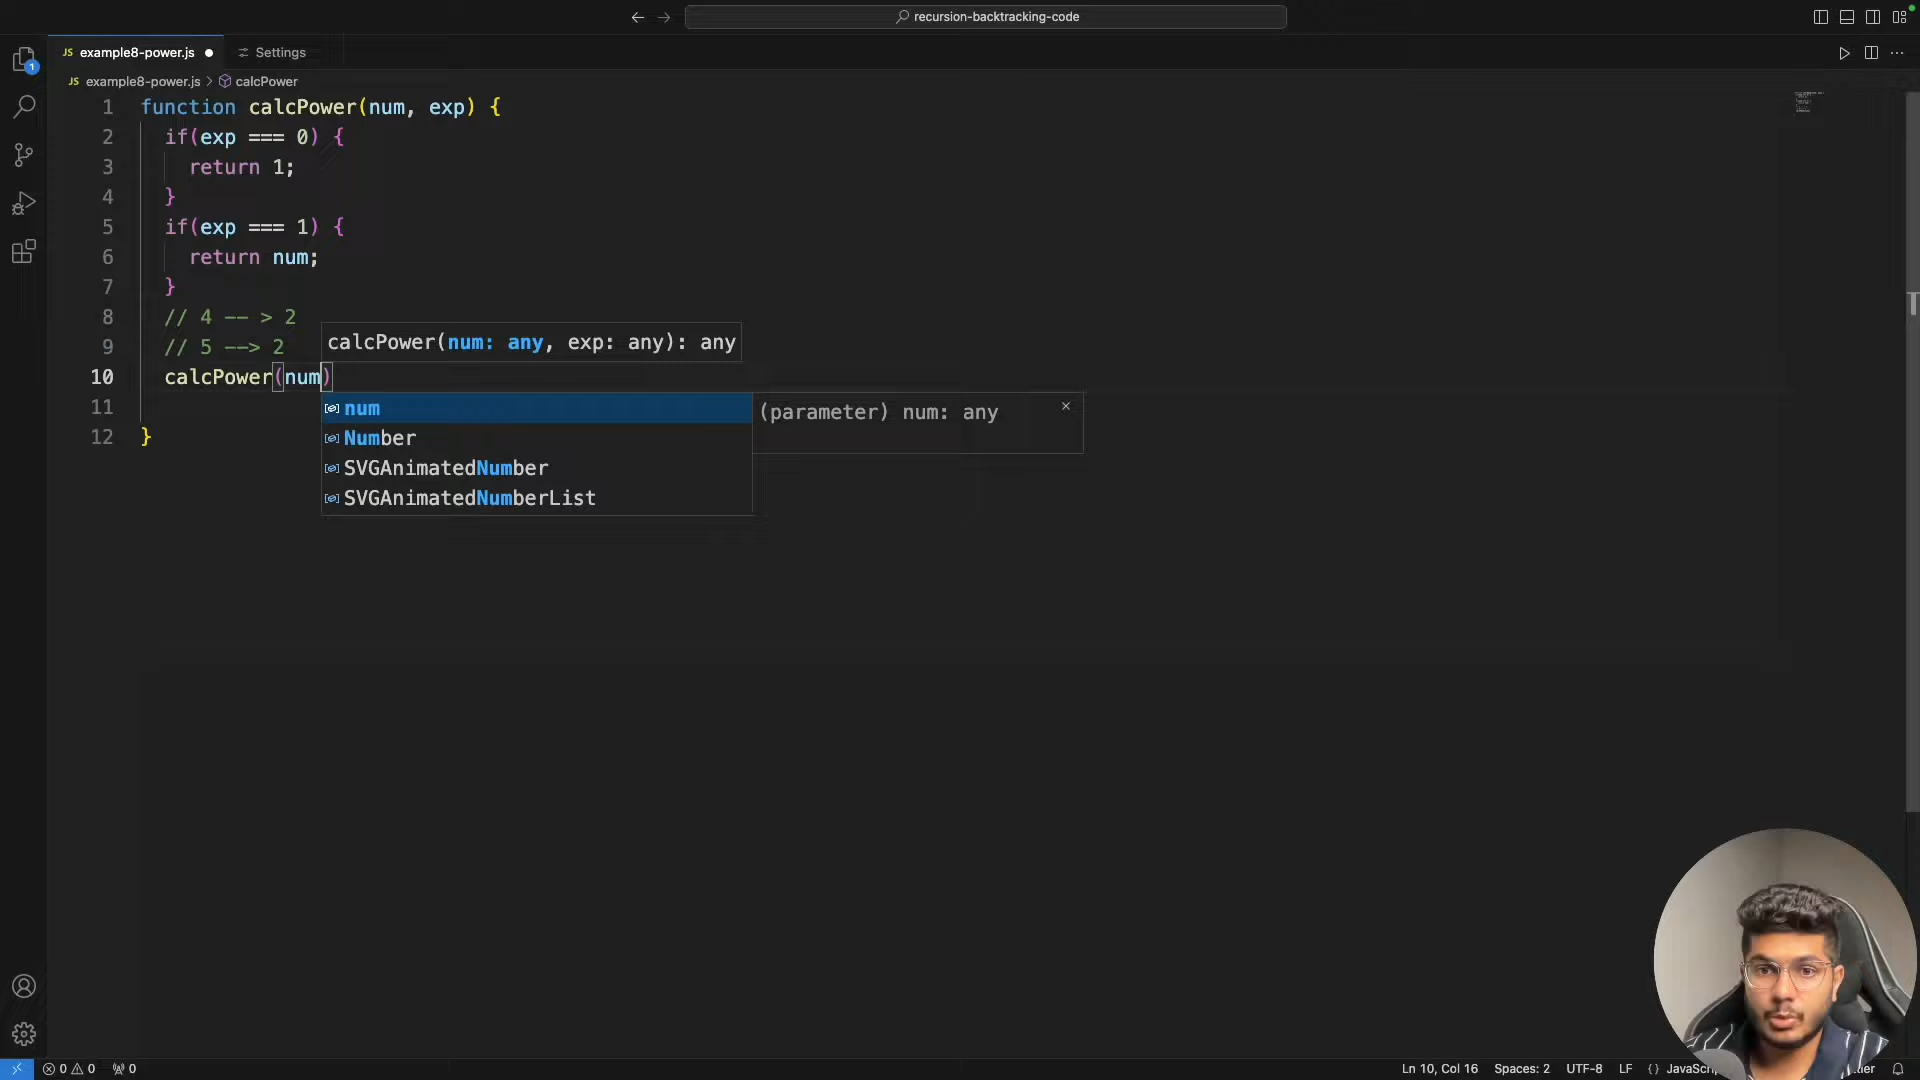 recursion-backtracking-code
JS example8-power.js ● Settings
JS example8-power.js > calcPower
1 function calcPower(num, exp) {
2 if(exp === 0) {
3 return 1;
4 }
5 if(exp === 1) {
6 return num;
7 }
8 // 4 -- > 2
9 // 5 --> 2
calcPower(num: any, exp: any): any
10 calcPower(num)
11
num
(parameter) num: any
12 }
Number
SVGAnimatedNumber
SVGAnimatedNumberList
1
0 0 0 Ln 10, Col 16 Spaces: 2 UTF-8 LF {}